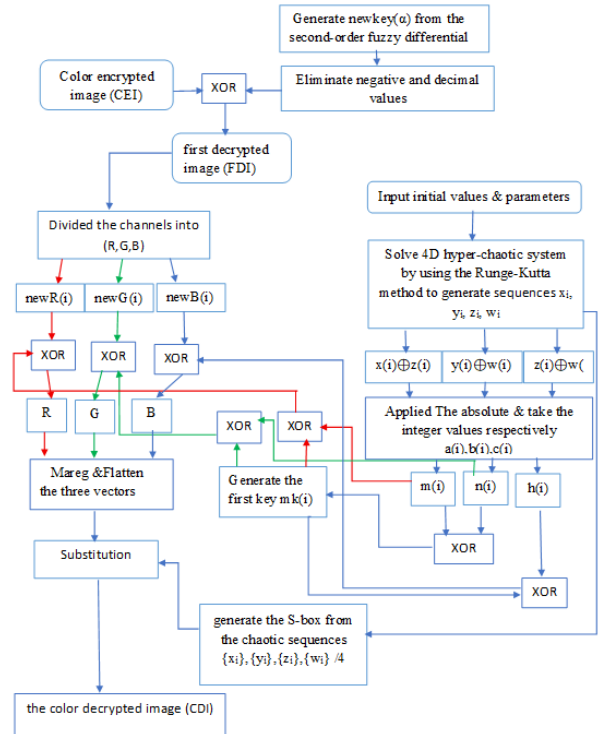 Generate newkey(α) from the
second-order fuzzy differential
Color encrypted
image (CEI)
XOR
Eliminate negative and decimal
values
first decrypted
image (FDI)
Divided the channels into
(R,G,B)
newR(i)
newG(i)
newB(i)
XOR
XOR
XOR
R
G
B
Mareg &Flatten
the three vectors
Substitution
the color decrypted image (CDI)
Input initial values & parameters
Solve 4D hyper-chaotic system
by using the Runge-Kutta
method to generate sequences xi,
yi, zi, wi
x(i)⊕z(i)
y(i)⊕w(i)
z(i)⊕w(
Applied The absolute & take the
integer values respectively
a(i).b(i).c(i)
m(i)
n(i)
h(i)
XOR
XOR
Generate the
first key mk(i)
XOR
XOR
generate the S-box from
the chaotic sequences
{xi},{yi},{zi},{wi} /4